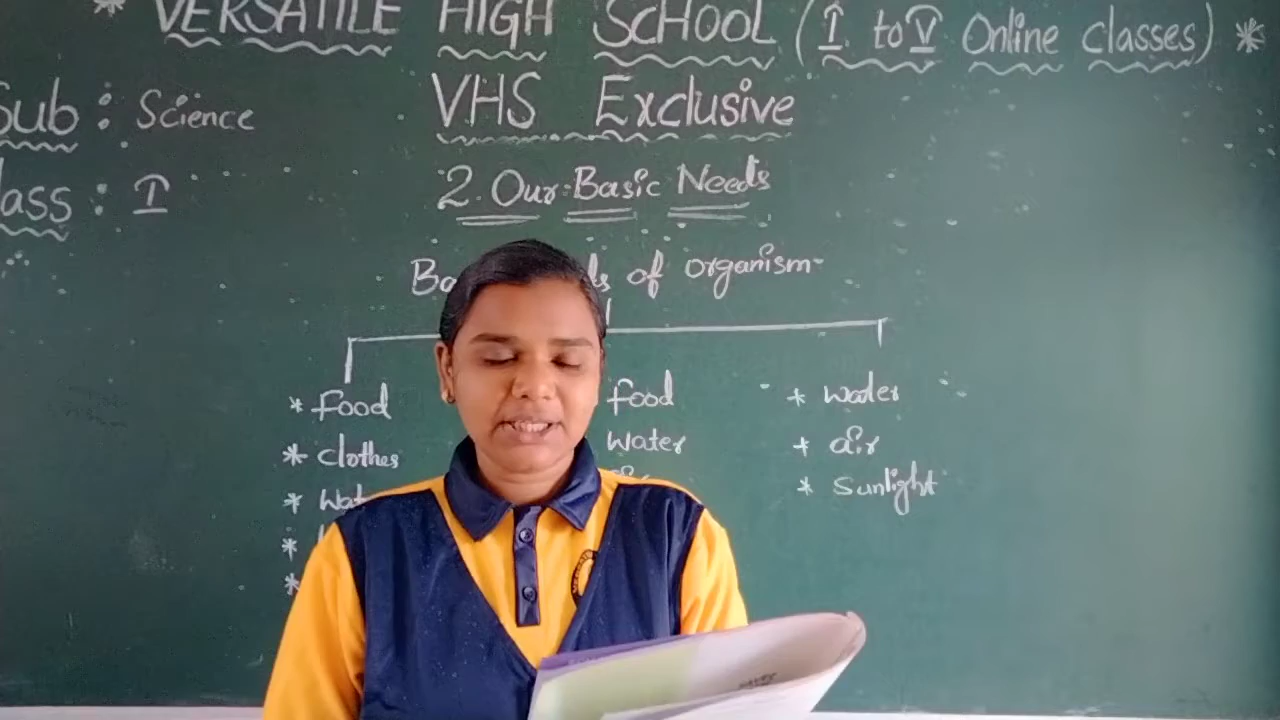 * VERSATILE HIGH SCHOOL (I to V Online classes) *
Sub : Science
VHS Exclusive
Class : I
2. Our Basic Needs
of organism
* food
food
* water
* clothes
water
* air
*
* Sunlight
*
*